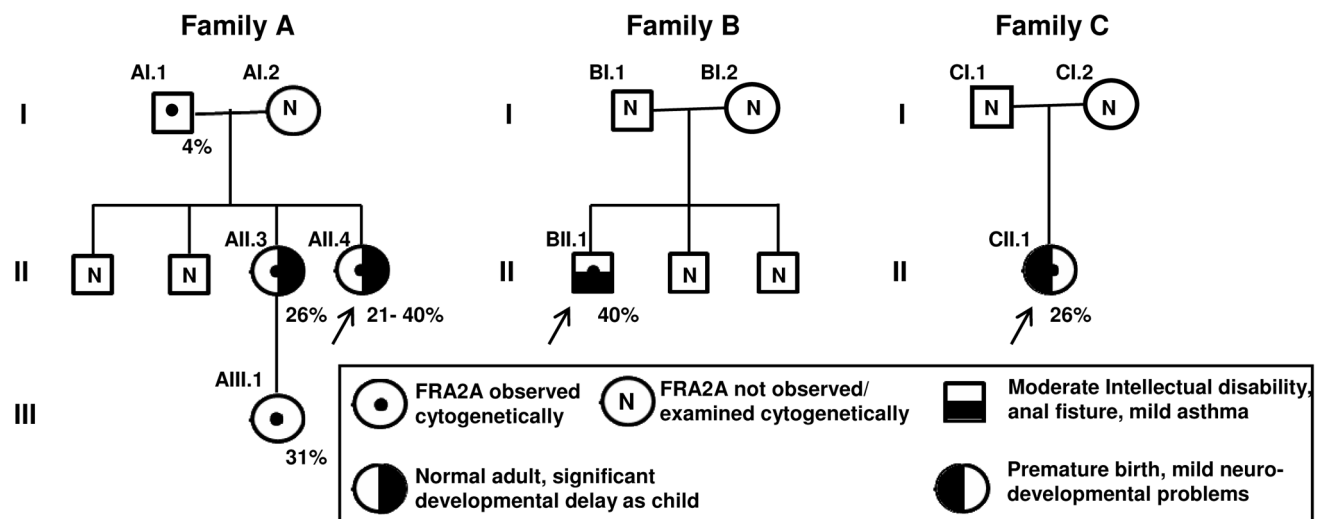 Family A Family B Family C
AI.1 AI.2 BI.1 BI.2 CI.1 CI.2
I N I N N I N N
4%
AII.3 AII.4 BII.1 CII.1
II N N II N N II
26% 21- 40% 40% 26%
AIII.1
III
31%
FRA2A observed
cytogenetically
N
FRA2A not observed/
examined cytogenetically
Moderate Intellectual disability,
anal fisture, mild asthma
Normal adult, significant
developmental delay as child
Premature birth, mild neuro-
developmental problems